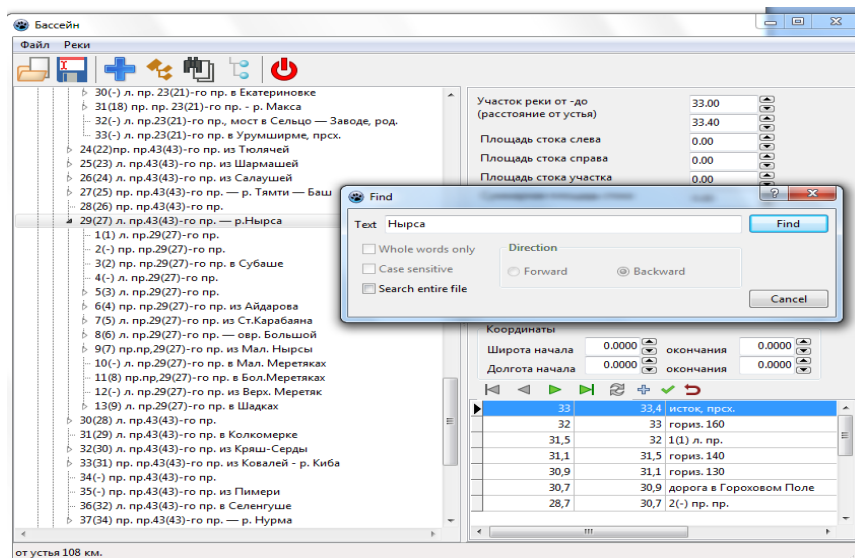 Бассейн
Файл Реки
30(-) л. пр. 23(21)-го пр. в Екатериновке
31(18) пр. пр. 23(21)-го пр. - р. Макса
32(-) л. пр.23(21)-го пр., мост в Сельцо — Заводе, род.
33(-) л. пр.23(21)-го пр. в Урумширме, прсх.
24(22)пр. пр.43(43)-го пр. из Тюлячей
25(23) л. пр.43(43)-го пр. из Шармашей
26(24) л. пр.43(43)-го пр. из Салаушей
27(25) пр. пр.43(43)-го пр. — р. Тямти — Баш
28(26) пр. пр.43(43)-го пр.
29(27) л. пр.43(43)-го пр. — р.Нырса
1(1) л. пр.29(27)-го пр.
2(-) пр. пр.29(27)-го пр.
3(2) пр. пр.29(27)-го пр. в Субаше
4(-) л. пр.29(27)-го пр.
5(3) л. пр.29(27)-го пр.
6(4) пр. пр.29(27)-го пр. из Айдарова
7(5) л. пр.29(27)-го пр. из Ст.Карабаяна
8(6) л. пр.29(27)-го пр. — овр. Большой
9(7) пр.пр,29(27)-го пр. из Мал. Нырсы
10(-) л. пр.29(27)-го пр. в Мал. Меретяках
11(8) пр.пр,29(27)-го пр. в Бол.Меретяках
12(-) л. пр.29(27)-го пр. из Верх. Меретяк
13(9) л. пр.29(27)-го пр. в Шадках
30(28) л. пр.43(43)-го пр.
31(29) л. пр.43(43)-го пр. в Колкомерке
32(30) л. пр.43(43)-го пр. из Кряш-Серды
33(31) пр. пр.43(43)-го пр. из Ковалей - р. Киба
34(-) пр. пр.43(43)-го пр.
35(-) пр. пр.43(43)-го пр. из Пимери
36(32) л. пр.43(43)-го пр. в Селенгуше
37(34) пр. пр.43(43)-го пр. — р. Нурма
от устья 108 км.
Участок реки от -до 33.00
(расстояние от устья) 33.40
Площадь стока слева 0.00
Площадь стока справа 0.00
Площадь стока участка 0.00
Find
Text Нырса Find
Whole words only Direction
Case sensitive Forward Backward
Search entire file
Cancel
Координаты
Широта начала 0.0000 окончания 0.0000
Долгота начала 0.0000 окончания 0.0000
33 33,4 исток, прсх.
32 33 гориз. 160
31,5 32 1(1) л. пр.
31,1 31,5 гориз. 140
30,9 31,1 гориз. 130
30,7 30,9 дорога в Гороховом Поле
28,7 30,7 2(-) пр. пр.